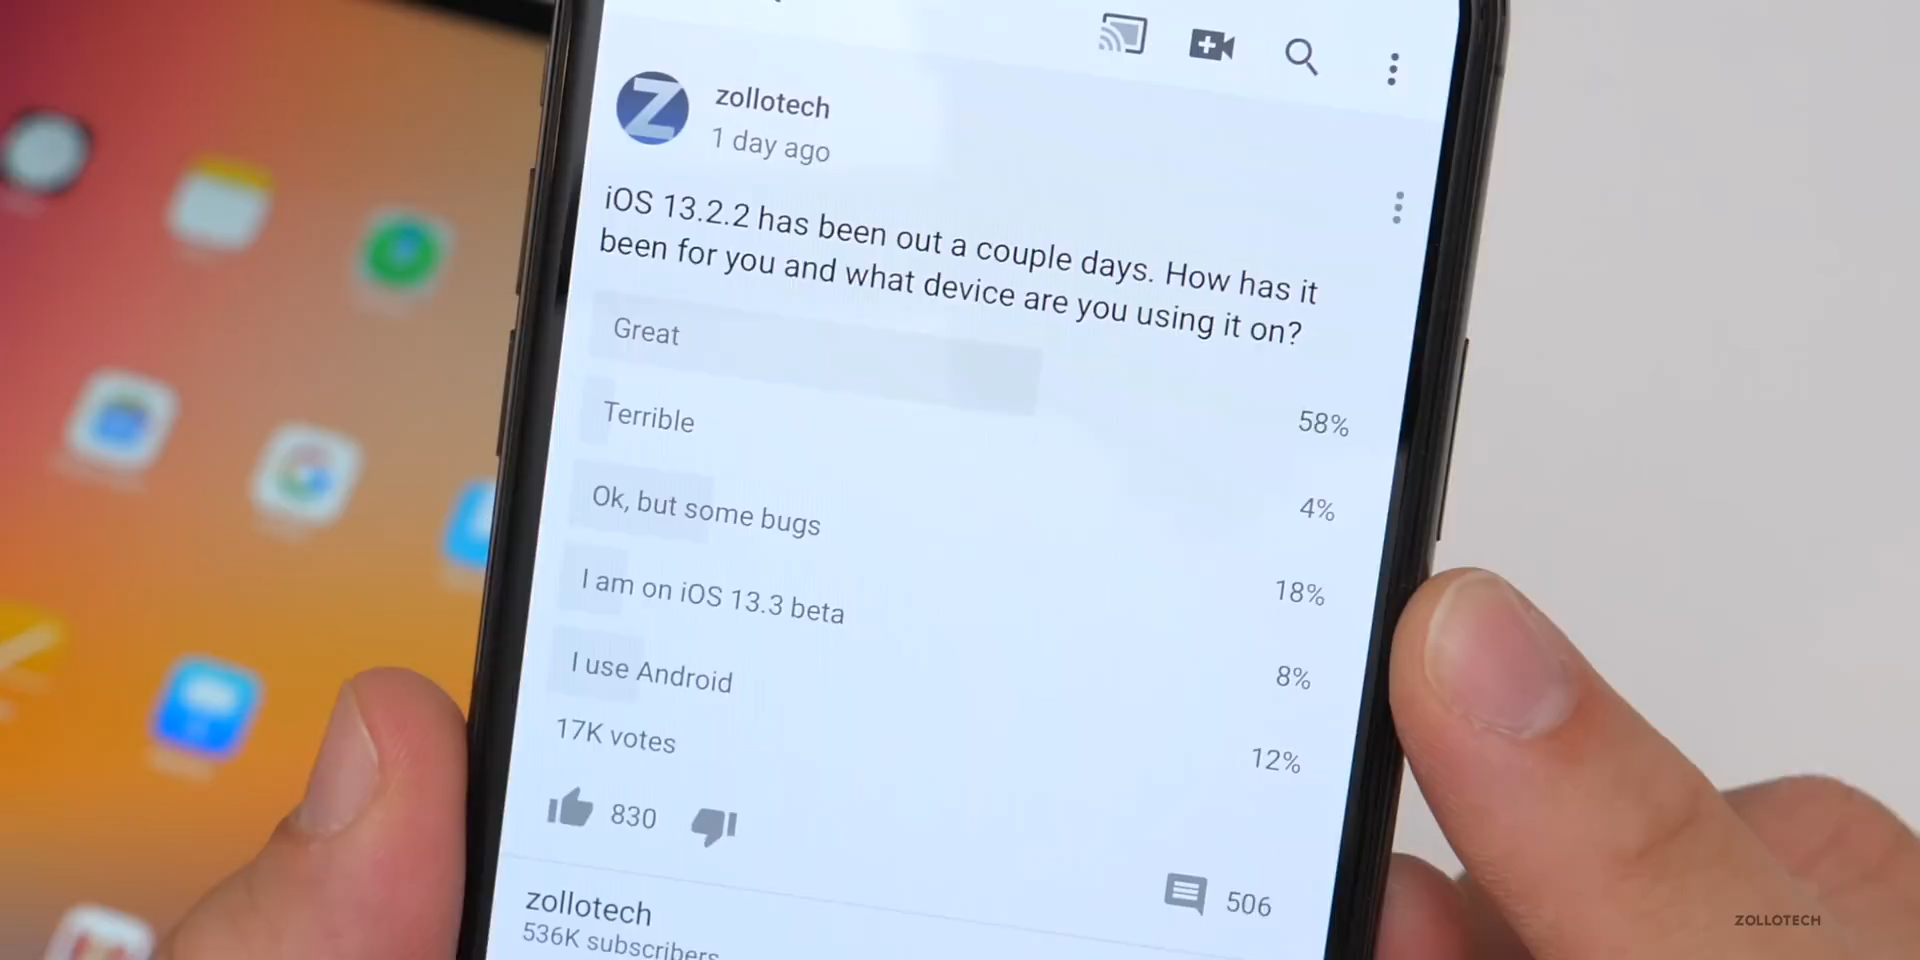 zollotech
1 day ago
iOS 13.2.2 has been out a couple days. How has it
been for you and what device are you using it on?
Great
58%
Terrible
4%
Ok, but some bugs
18%
I am on iOS 13.3 beta
8%
I use Android
12%
17K votes
830
506
zollotech
536K subscribers
ZOLLOTECH